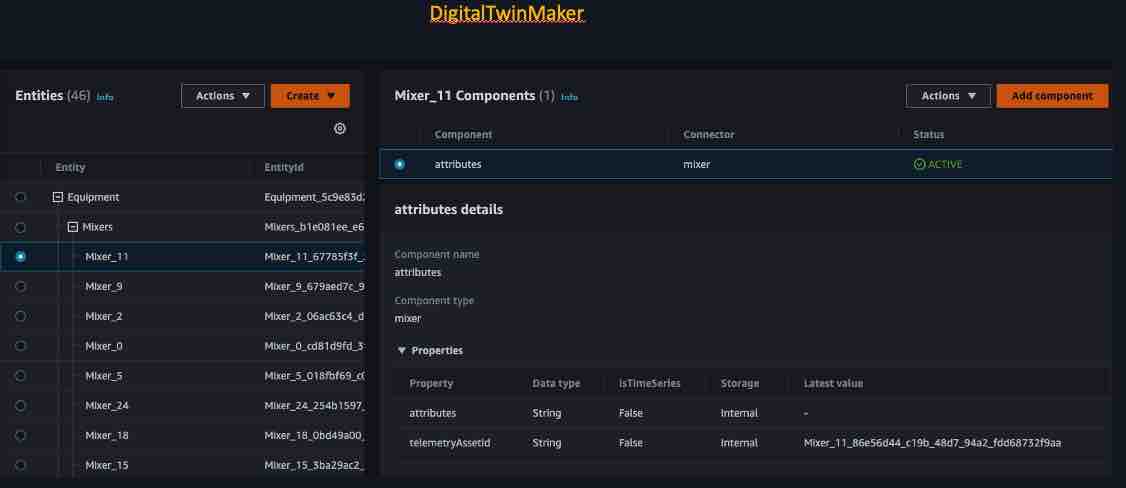 DigitalTwinMaker
Entities (46) Info
Actions ▼
Create ▼
Entity EntityId
Equipment Equipment_5c9e83d
Mixers Mixers_b1e081ee_e6
Mixer_11 Mixer_11_67785f3f_
Mixer_9 Mixer_9_679aed7c_9
Mixer_2 Mixer_2_06ac63c4_d
Mixer_0 Mixer_0_cd81d9fd_3
Mixer_5 Mixer_5_018fbf69_c
Mixer_24 Mixer_24_254b1597_
Mixer_18 Mixer_18_0bd49a00_
Mixer_15 Mixer_15_3ba29ac2_
Mixer_11 Components (1) Info
Actions ▼
Add component
Component Connector Status
attributes mixer ACTIVE
attributes details
Component name
attributes
Component type
mixer
▼ Properties
Property Data type isTimeSeries Storage Latest value
attributes String False Internal -
telemetryAssetId String False Internal Mixer_11_86e56d44_c19b_48d7_94a2_fdd68732f9aa